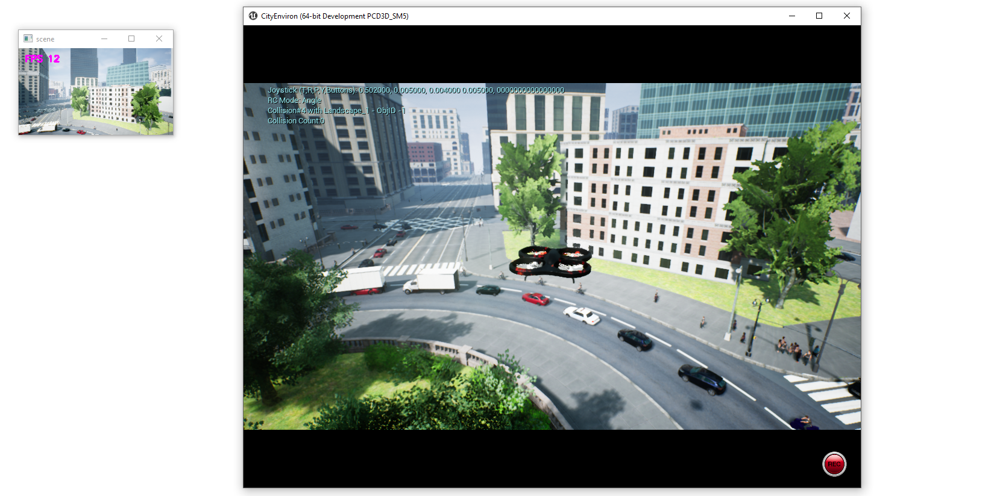 scene
FPS 12
CityEnviron (64-bit Development PCD3D_SM5)
Joystick (T,R,P,Y,Buttons): 0.502000, 0.005000, 0.004000 0.005000, 0000000000000000
RC Mode: Angle
Collision#4 with Landscape_1 - ObjID -1
Collision Count:0
REC